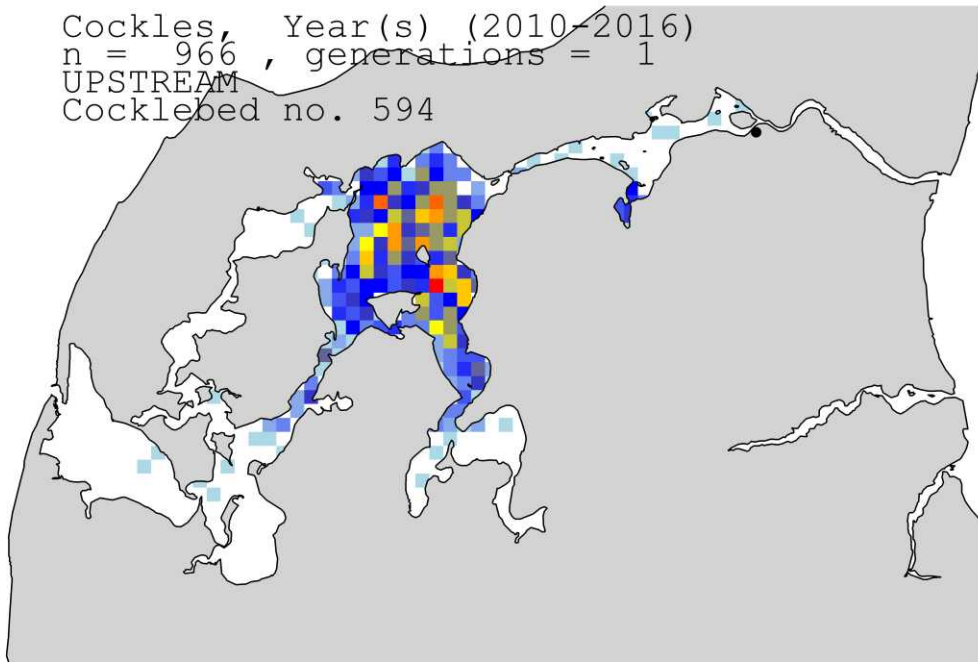 Cockles, Year(s) (2010-2016)
n = 966 , generations = 1
UPSTREAM
Cocklebed no. 594